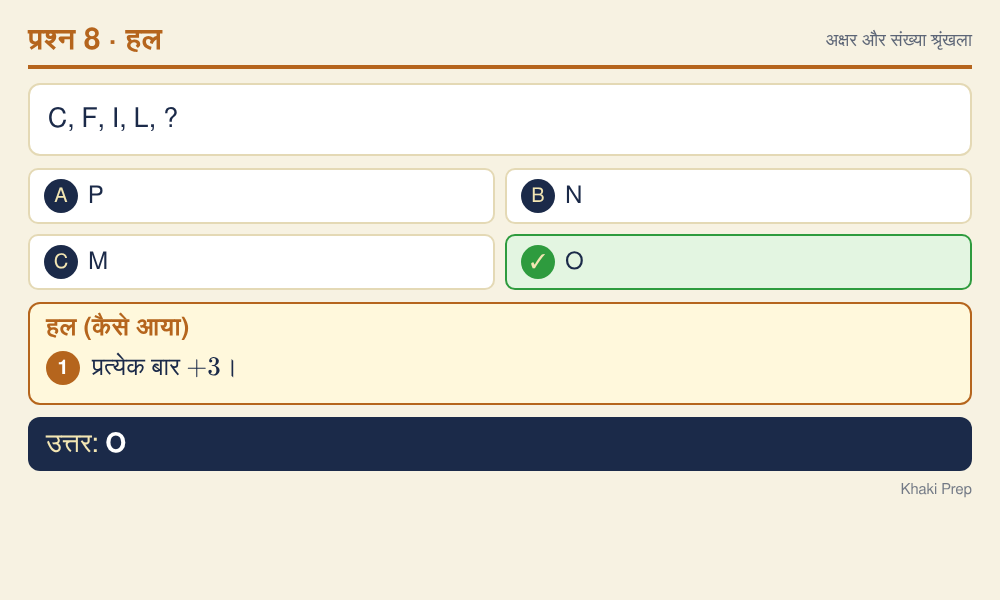 प्रश्न 8 · हल
अक्षर और संख्या श्रृंखला
C, F, I, L, ?
A P
B N
C M
✓ O
हल (कैसे आया)
1 प्रत्येक बार +3।
उत्तर: O
Khaki Prep